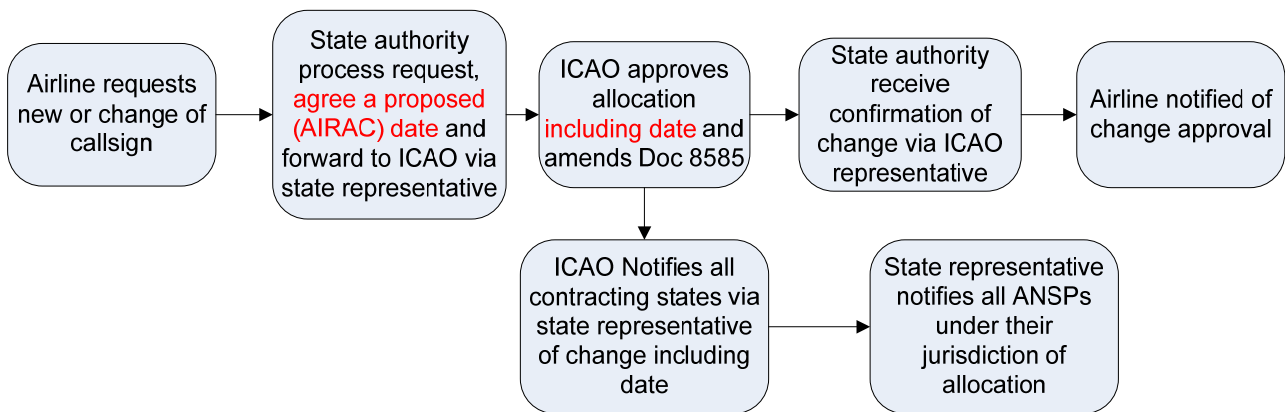 Airline requests
new or change of
callsign
State authority
process request,
agree a proposed
(AIRAC) date and
forward to ICAO via
state representative
ICAO approves
allocation
including date and
amends Doc 8585
State authority
receive
confirmation of
change via ICAO
representative
Airline notified of
change approval
ICAO Notifies all
contracting states via
state representative
of change including
date
State representative
notifies all ANSPs
under their
jurisdiction of
allocation